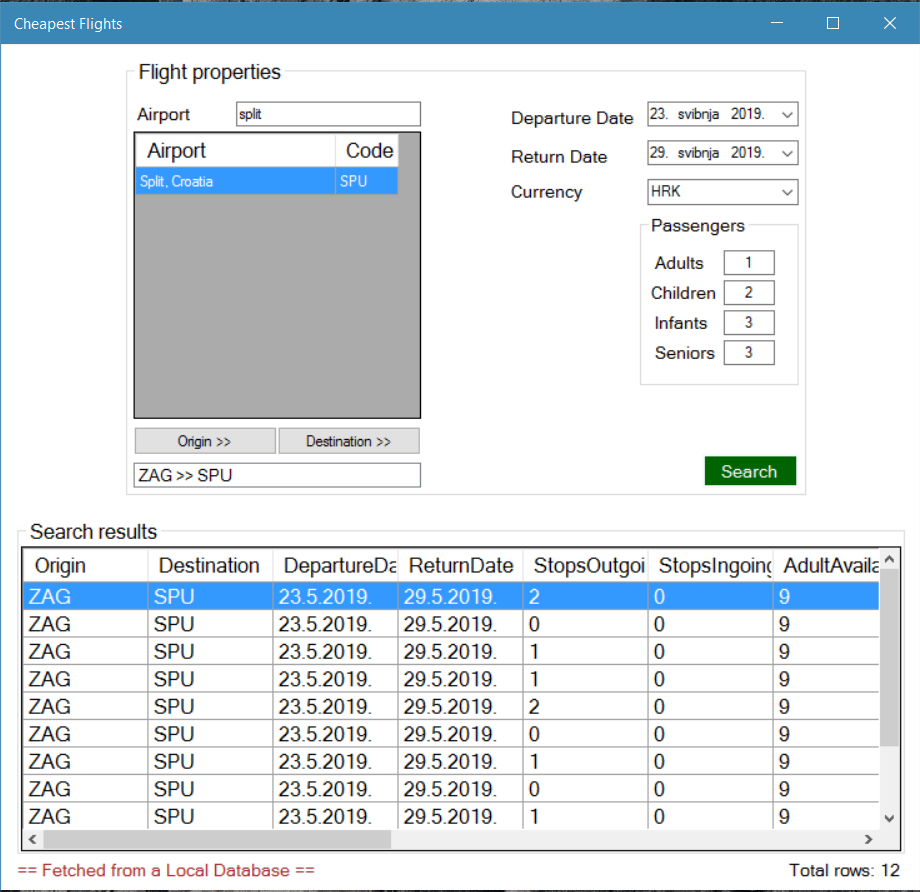 Cheapest Flights
Flight properties
Airport split
Airport Code
Split, Croatia SPU
Origin >> Destination >>
ZAG >> SPU
Departure Date 23. svibnja 2019.
Return Date 29. svibnja 2019.
Currency HRK
Passengers
Adults 1
Children 2
Infants 3
Seniors 3
Search
Search results
Origin Destination DepartureDa ReturnDate StopsOutgoi StopsIngoing AdultAvaila
ZAG SPU 23.5.2019. 29.5.2019. 2 0 9
ZAG SPU 23.5.2019. 29.5.2019. 0 0 9
ZAG SPU 23.5.2019. 29.5.2019. 1 0 9
ZAG SPU 23.5.2019. 29.5.2019. 1 0 9
ZAG SPU 23.5.2019. 29.5.2019. 2 0 9
ZAG SPU 23.5.2019. 29.5.2019. 0 0 9
ZAG SPU 23.5.2019. 29.5.2019. 1 0 9
ZAG SPU 23.5.2019. 29.5.2019. 0 0 9
ZAG SPU 23.5.2019. 29.5.2019. 1 0 9
== Fetched from a Local Database == Total rows: 12